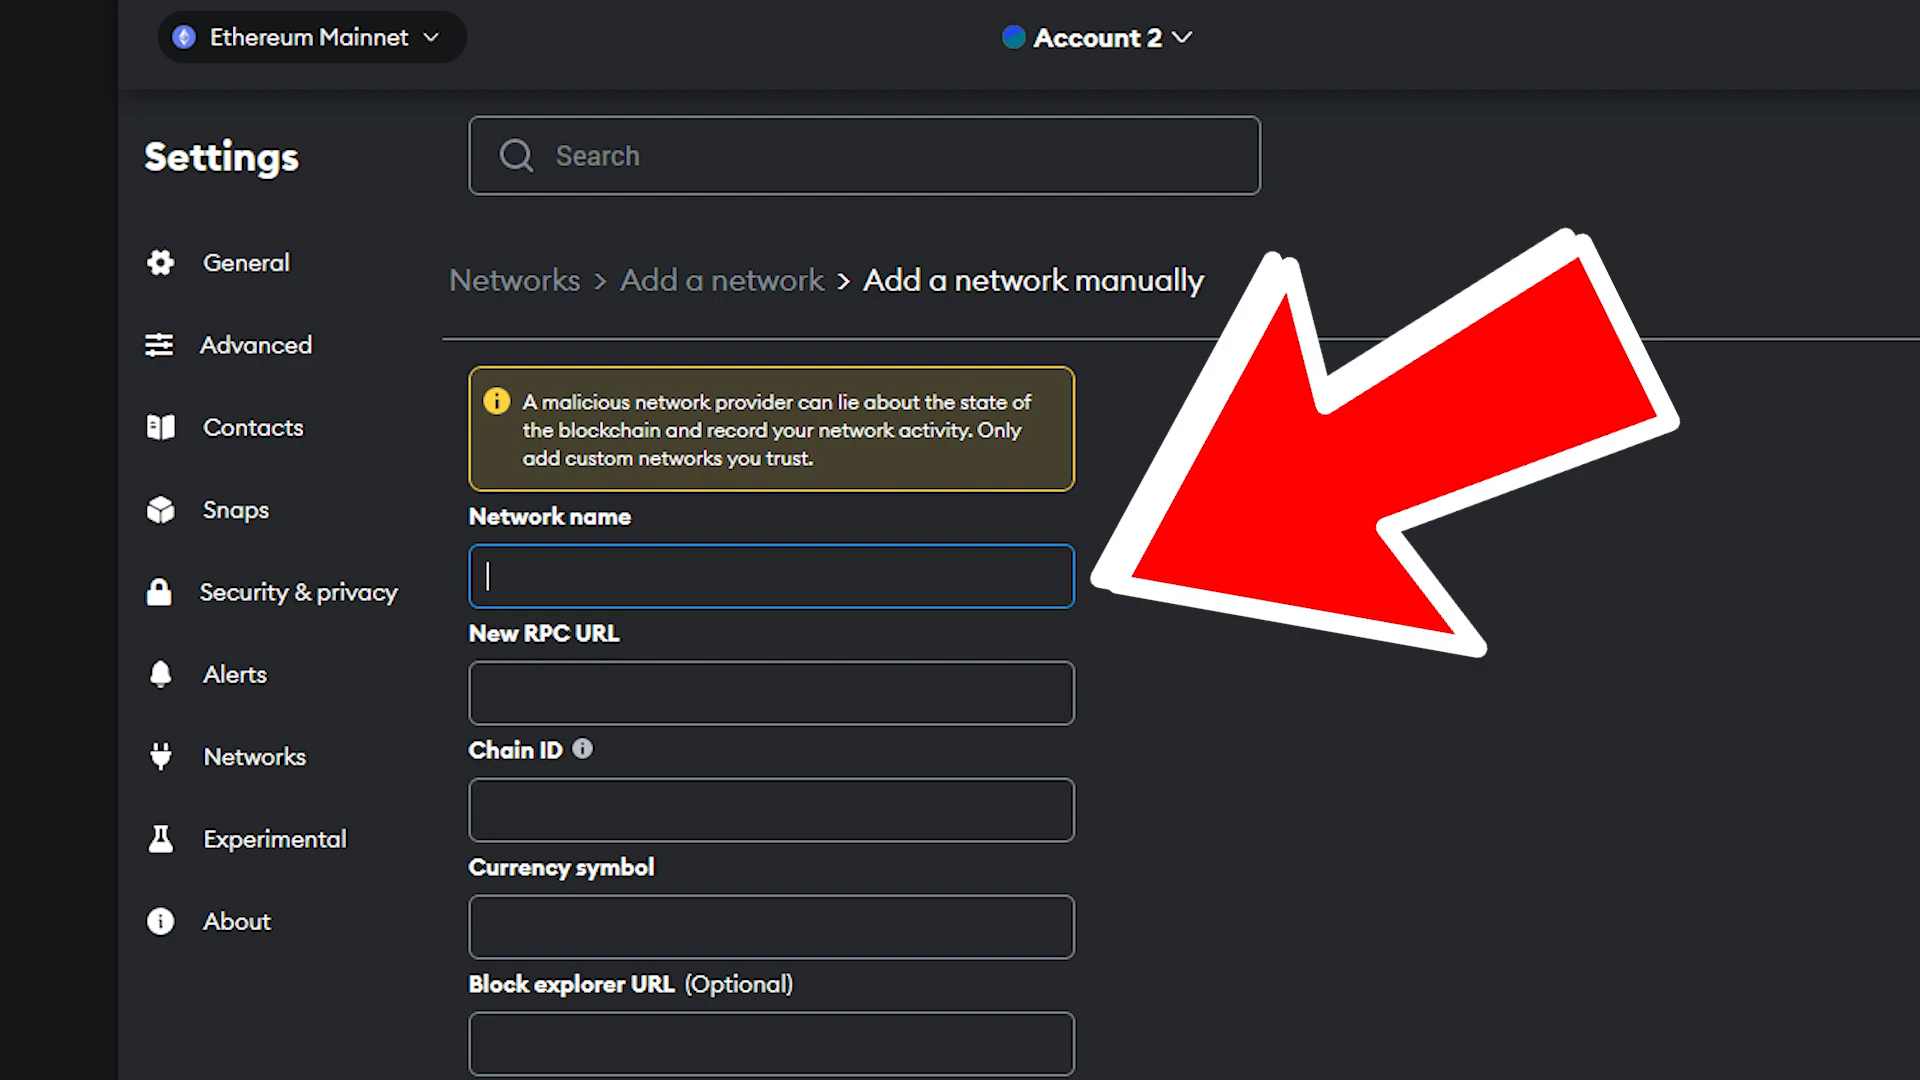 Ethereum Mainnet
Account 2
Settings
Search
General
Advanced
Contacts
Snaps
Security & privacy
Alerts
Networks
Experimental
About
Networks > Add a network > Add a network manually
A malicious network provider can lie about the state of
the blockchain and record your network activity. Only
add custom networks you trust.
Network name
New RPC URL
Chain ID
Currency symbol
Block explorer URL (Optional)